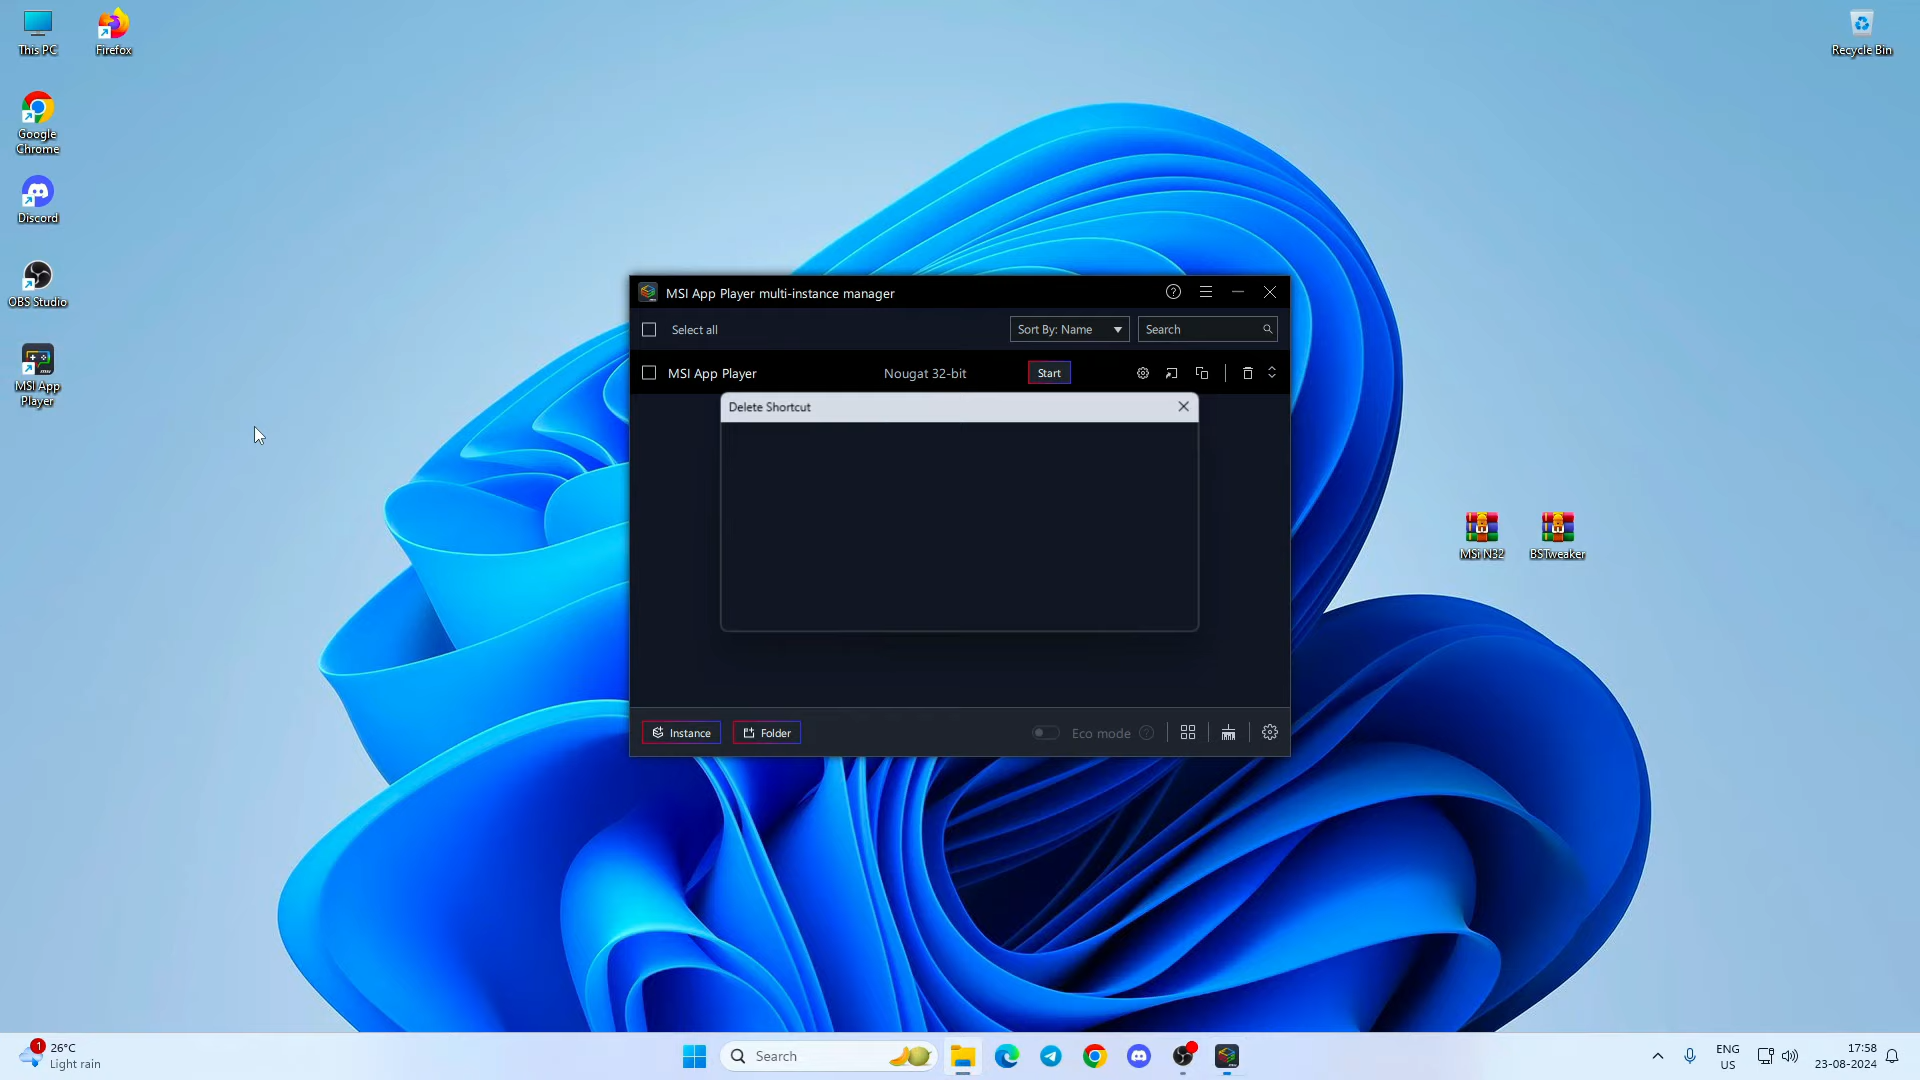 This PC
Firefox
Recycle Bin
Google
Chrome
Discord
OBS Studio
MSI App
Player
MSI App Player multi-instance manager
Select all
Sort By: Name
Search
MSI App Player
Nougat 32-bit
Start
Delete Shortcut
MSi N32
BSTweaker
Instance
Folder
Eco mode
1
26°C
Light rain
Search
ENG
US
17:58
23-08-2024